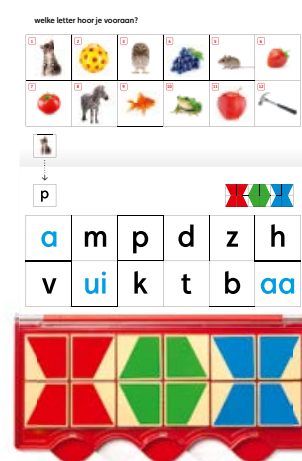 welke letter hoor je vooraan?
1 2 3 4 5 6
7 8 9 10 11 12
p
a m p d z h
v ui k t b aa